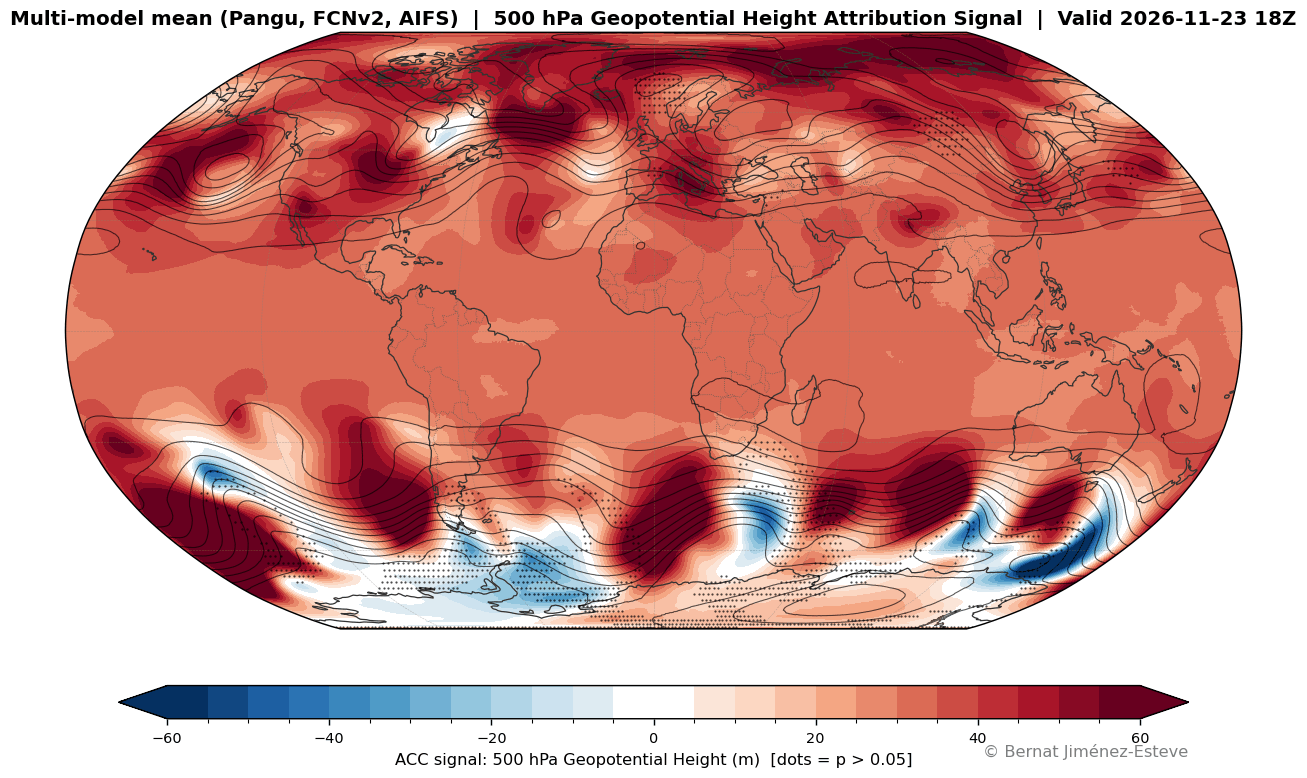 Multi-model mean (Pangu, FCNv2, AIFS) | 500 hPa Geopotential Height Attribution Signal | Valid 2026-11-23 18Z
−60 −40 −20 0 20 40 60
© Bernat Jiménez-Esteve
ACC signal: 500 hPa Geopotential Height (m) [dots = p > 0.05]